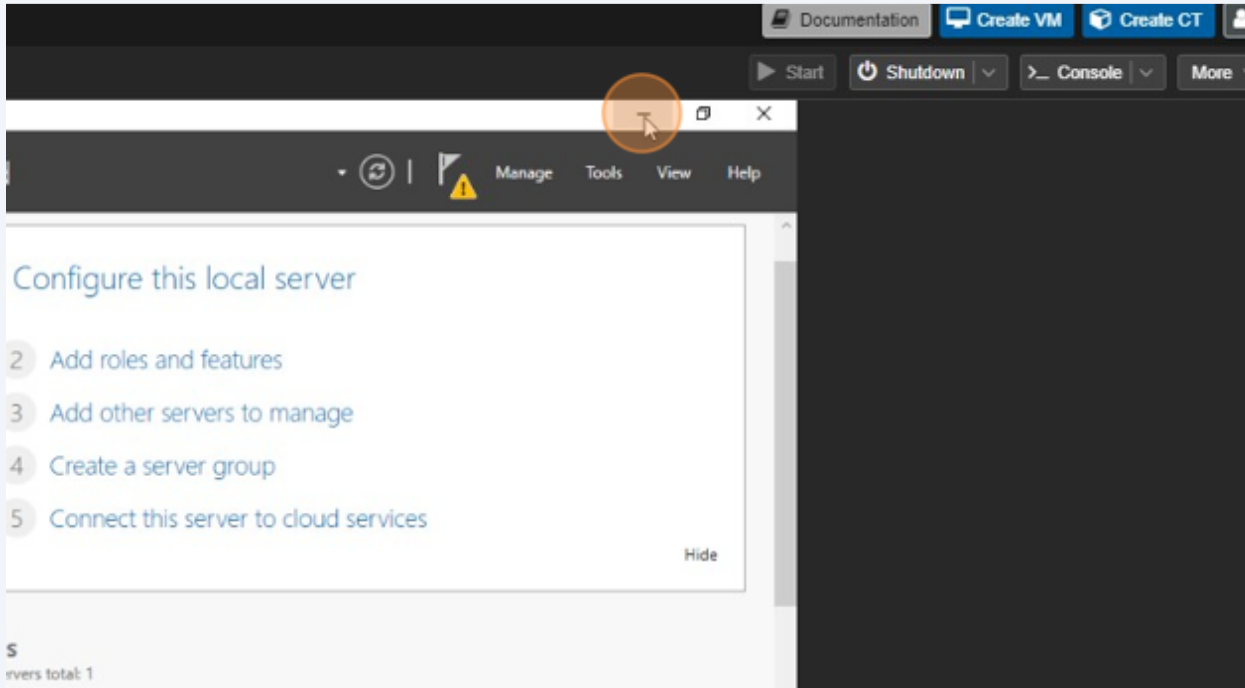 Documentation Create VM Create CT
Start Shutdown >_ Console More
Manage Tools View Help
Configure this local server
2 Add roles and features
3 Add other servers to manage
4 Create a server group
5 Connect this server to cloud services
Hide
s
rvers total: 1